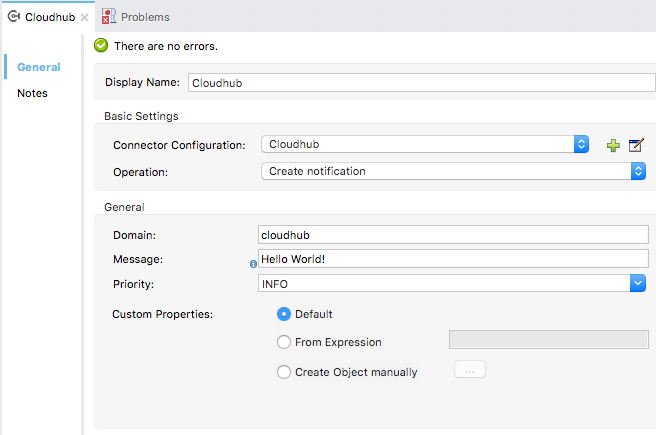 Cloudhub Problems
There are no errors.
General
Notes
Display Name: Cloudhub
Basic Settings
Connector Configuration: Cloudhub
Operation: Create notification
General
Domain: cloudhub
Message: Hello World!
Priority: INFO
Custom Properties: Default
From Expression
Create Object manually ...